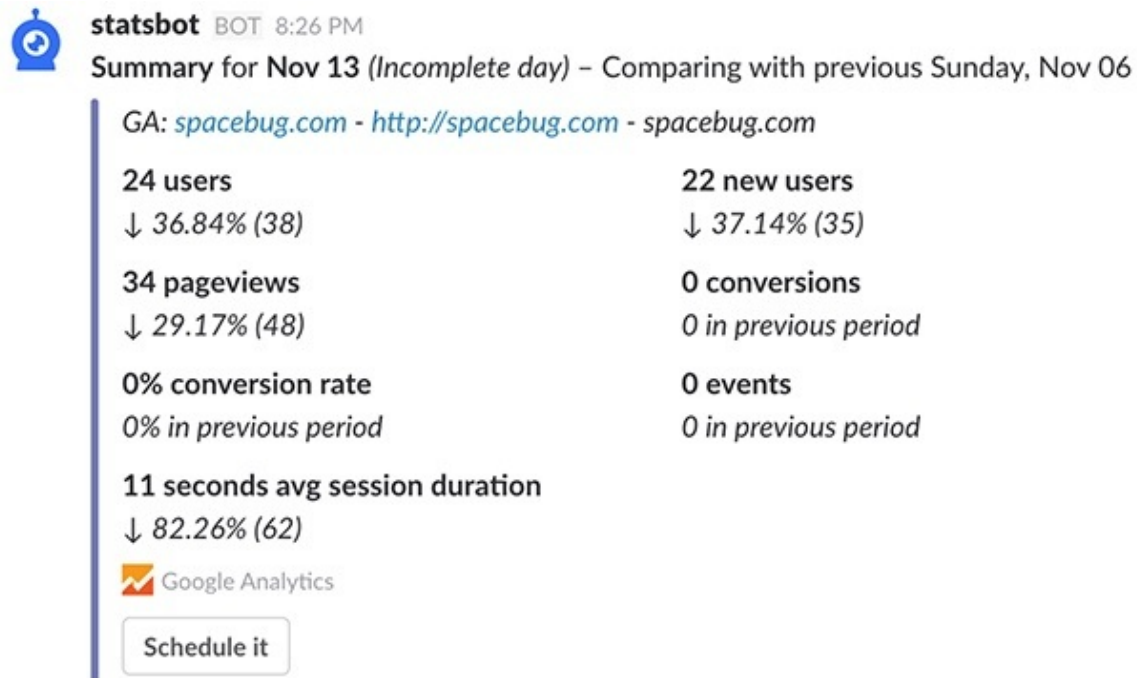 statsbot BOT 8:26 PM
Summary for Nov 13 (Incomplete day) – Comparing with previous Sunday, Nov 06
GA: spacebug.com - http://spacebug.com - spacebug.com
24 users
↓ 36.84% (38)
22 new users
↓ 37.14% (35)
34 pageviews
↓ 29.17% (48)
0 conversions
0 in previous period
0% conversion rate
0% in previous period
0 events
0 in previous period
11 seconds avg session duration
↓ 82.26% (62)
Google Analytics
Schedule it